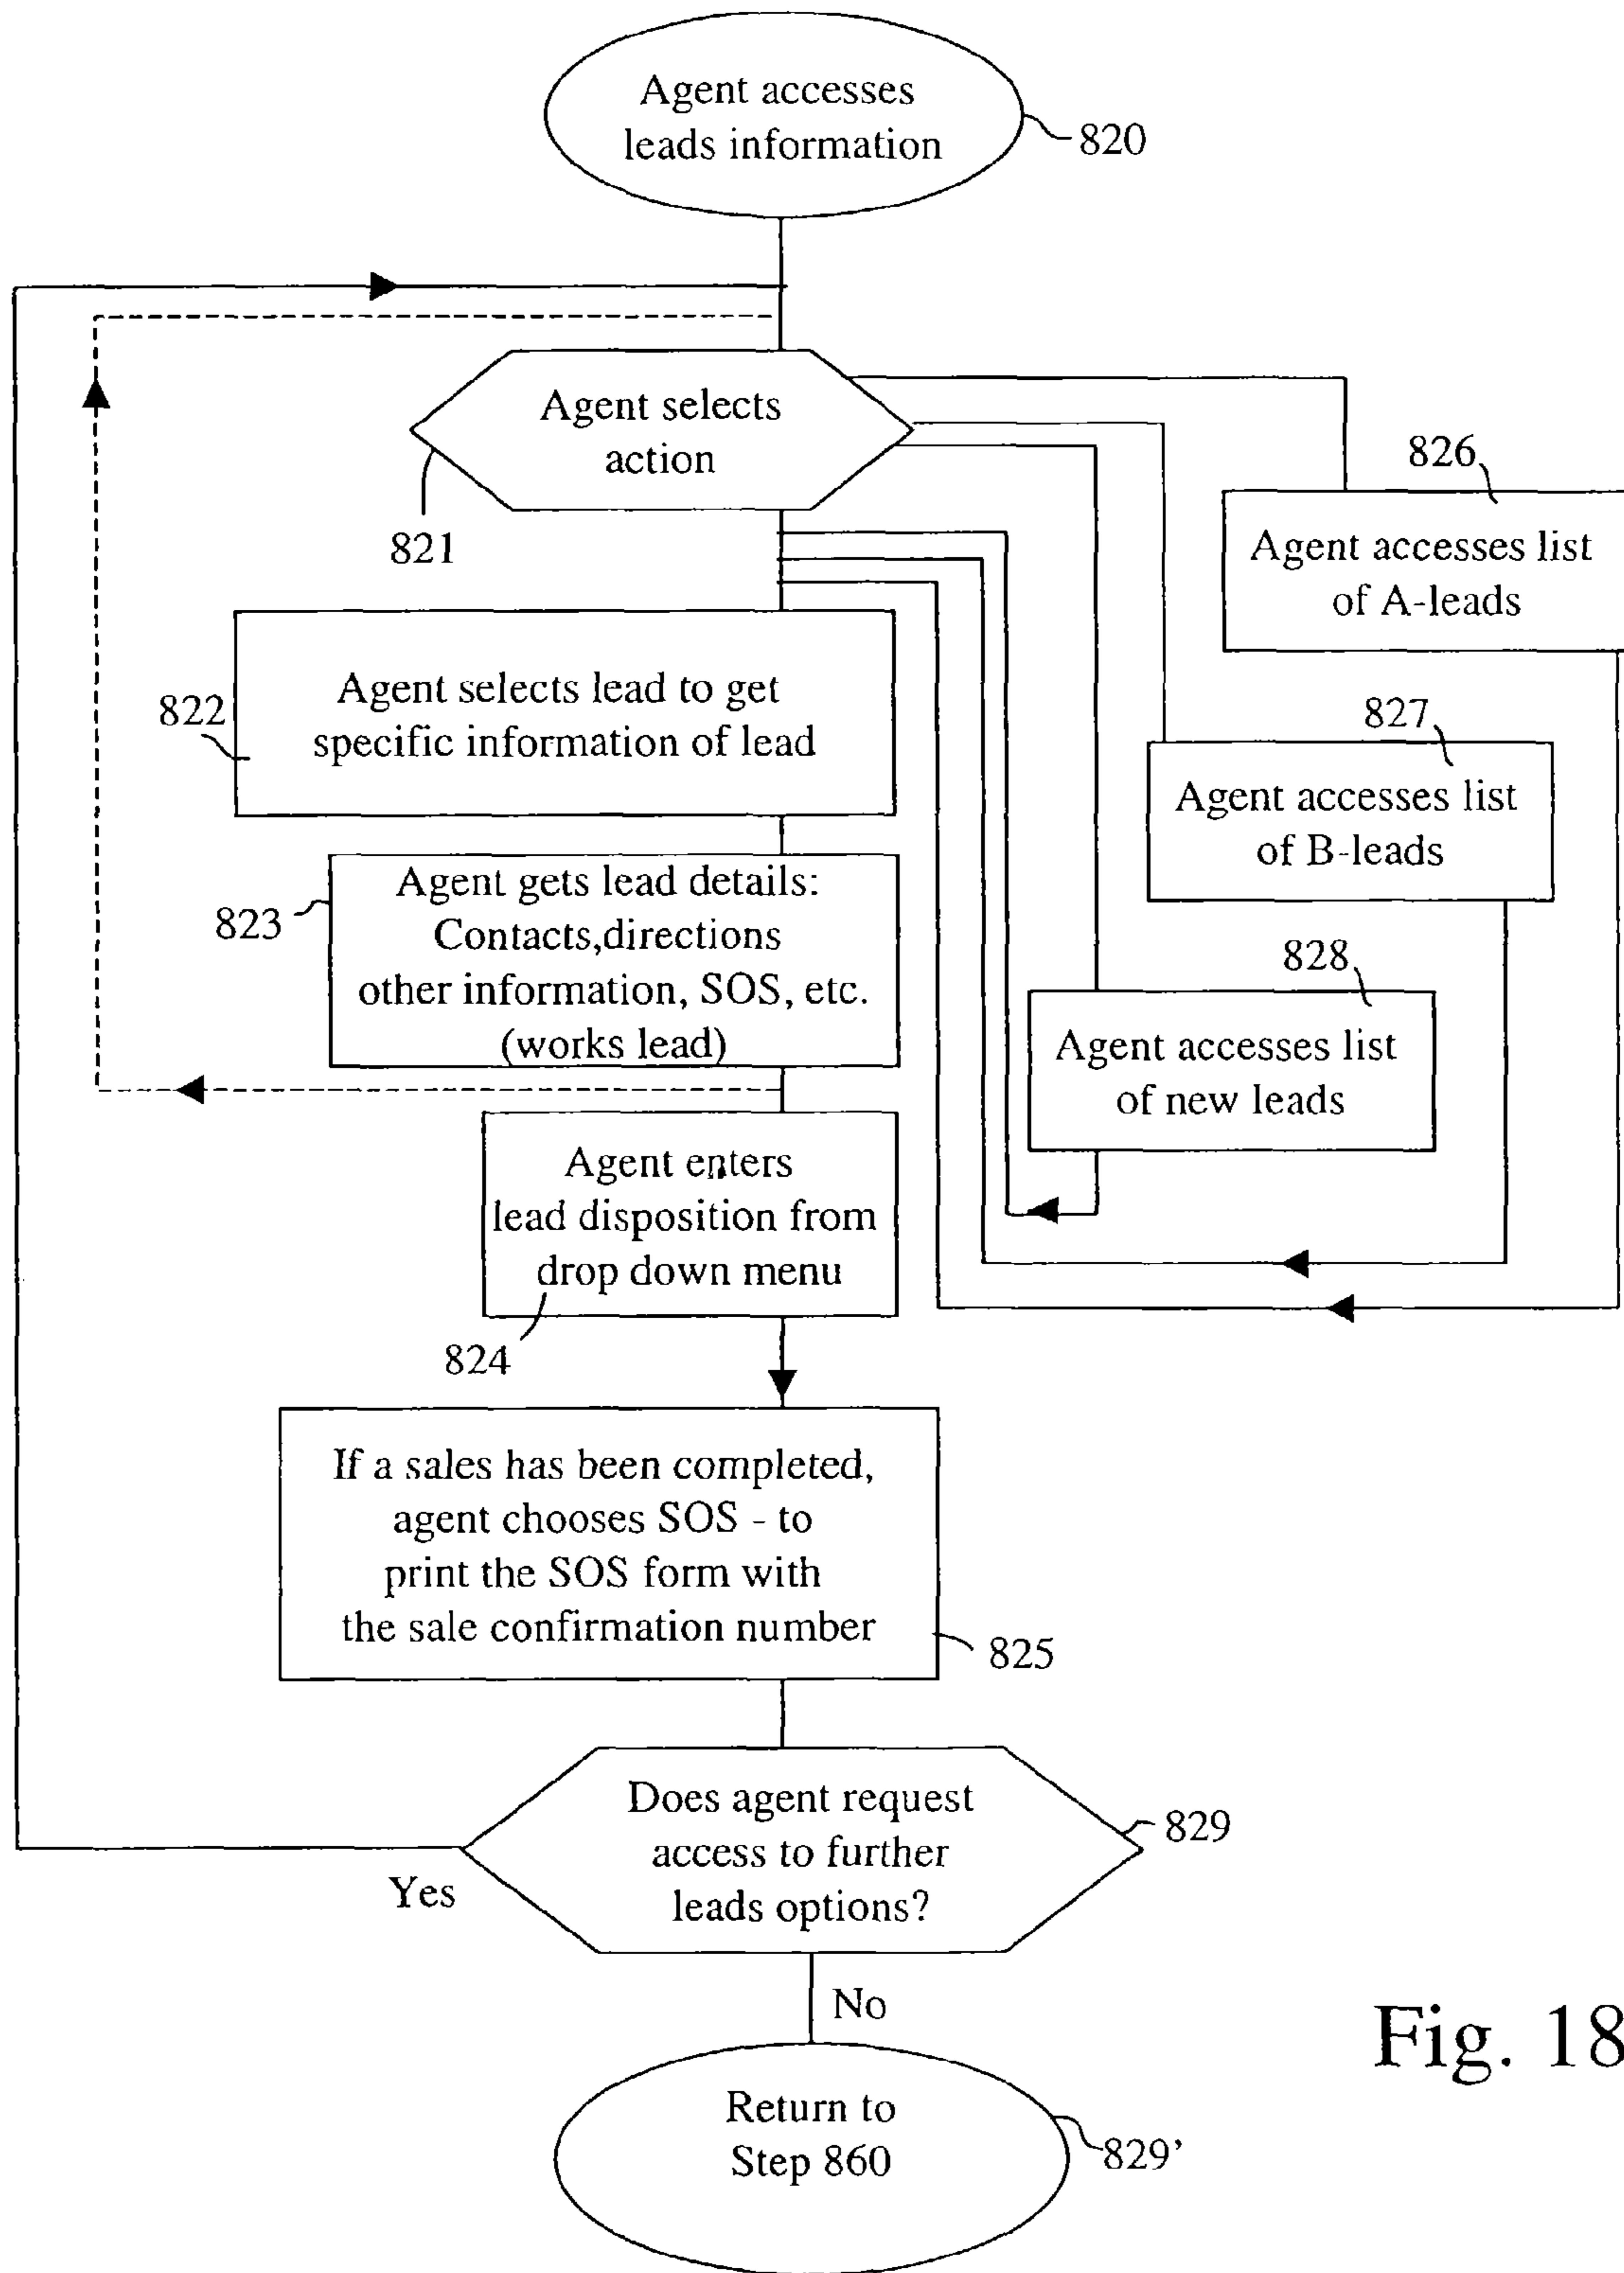 Agent accesses
leads information
820
Agent selects
action
821
826
Agent accesses list
of A-leads
Agent selects lead to get
specific information of lead
822
827
Agent accesses list
of B-leads
Agent gets lead details:
Contacts,directions
other information, SOS, etc.
(works lead)
823
828
Agent accesses list
of new leads
Agent enters
lead disposition from
drop down menu
824
If a sales has been completed,
agent chooses SOS - to
print the SOS form with
the sale confirmation number
825
Does agent request
access to further
leads options?
829
Yes
No
Return to
Step 860
829’
Fig. 18